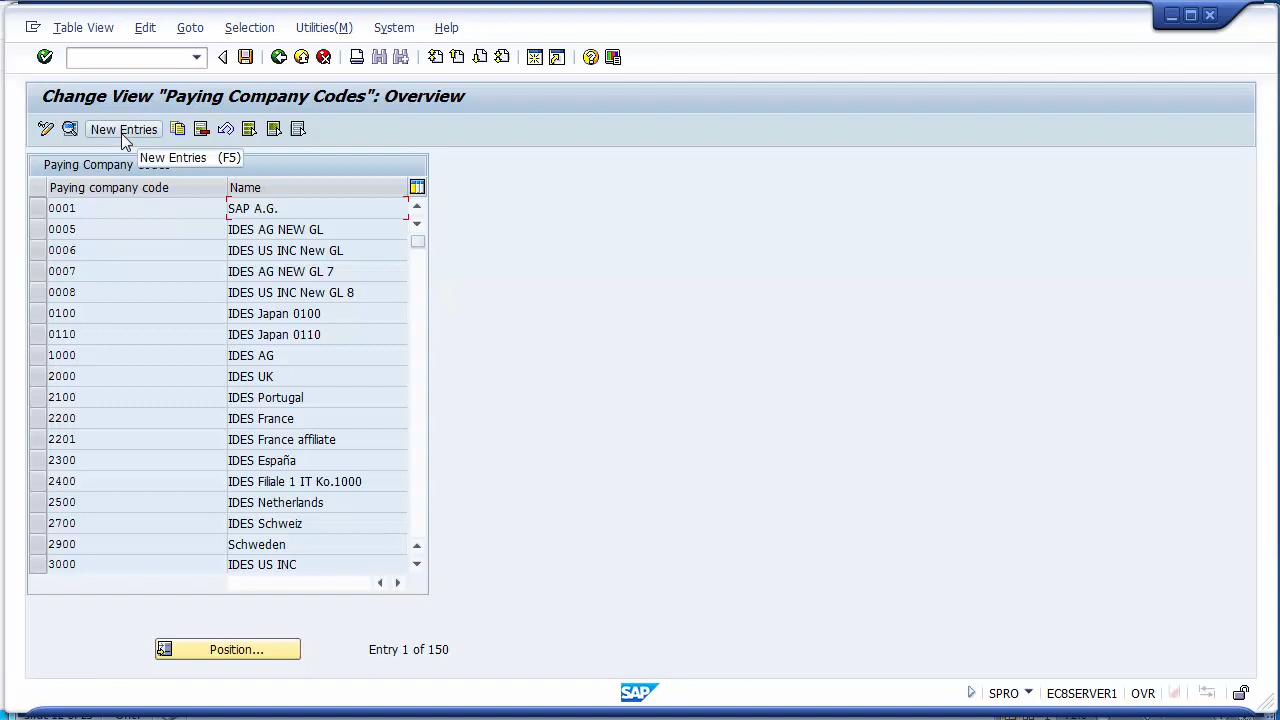 Table View Edit Goto Selection Utilities(M) System Help
Change View "Paying Company Codes": Overview
New Entries
New Entries (F5)
Paying Company
Paying company code Name
0001 SAP A.G.
0005 IDES AG NEW GL
0006 IDES US INC New GL
0007 IDES AG NEW GL 7
0008 IDES US INC New GL 8
0100 IDES Japan 0100
0110 IDES Japan 0110
1000 IDES AG
2000 IDES UK
2100 IDES Portugal
2200 IDES France
2201 IDES France affiliate
2300 IDES España
2400 IDES Filiale 1 IT Ko.1000
2500 IDES Netherlands
2700 IDES Schweiz
2900 Schweden
3000 IDES US INC
Position... Entry 1 of 150
SAP SPRO ECC6SERVER1 OVR